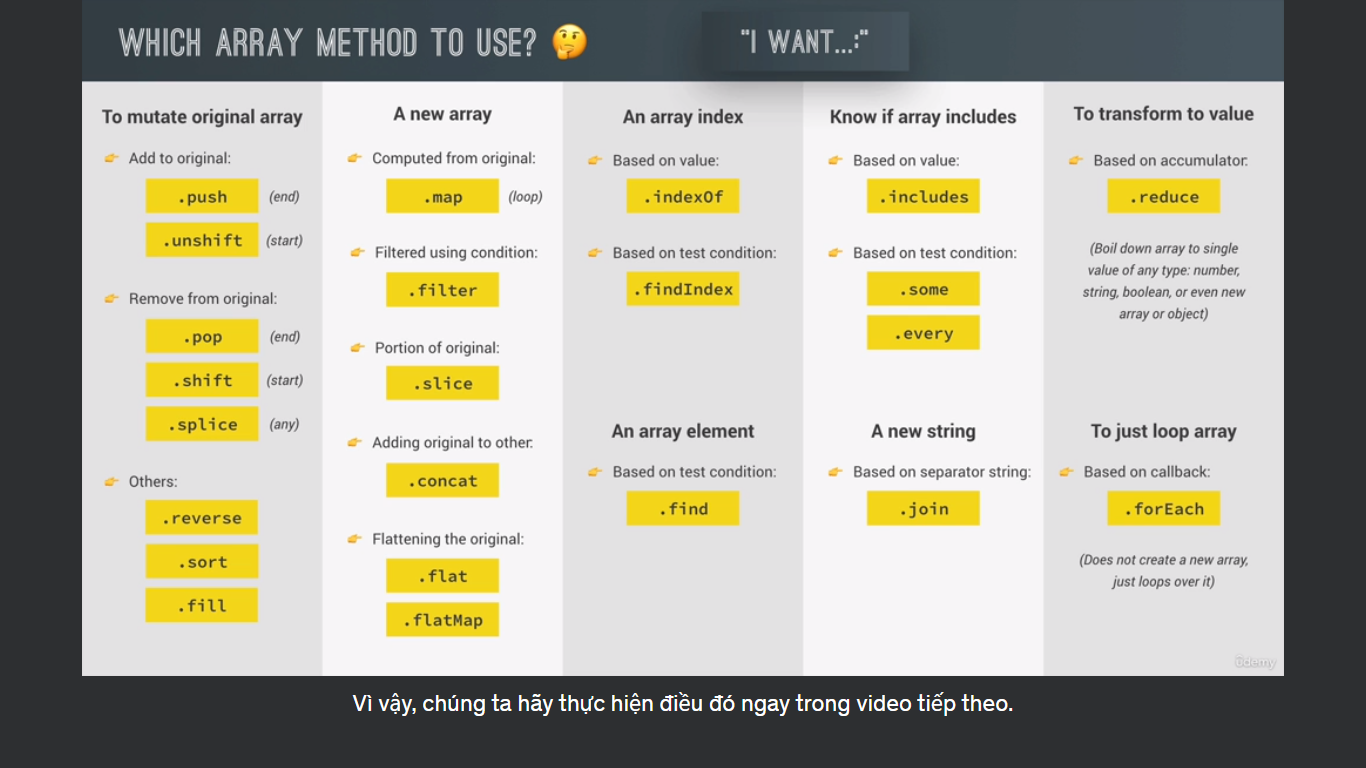 WHICH ARRAY METHOD TO USE? 🤔
"I WANT...:"
To mutate original array
👉 Add to original:
.push (end)
.unshift (start)
👉 Remove from original:
.pop (end)
.shift (start)
.splice (any)
👉 Others:
.reverse
.sort
.fill
A new array
👉 Computed from original:
.map (loop)
👉 Filtered using condition:
.filter
👉 Portion of original:
.slice
👉 Adding original to other:
.concat
👉 Flattening the original:
.flat
.flatMap
An array index
👉 Based on value:
.indexOf
👉 Based on test condition:
.findIndex
An array element
👉 Based on test condition:
.find
Know if array includes
👉 Based on value:
.includes
👉 Based on test condition:
.some
.every
A new string
👉 Based on separator string:
.join
To transform to value
👉 Based on accumulator:
.reduce
(Boil down array to single
value of any type: number,
string, boolean, or even new
array or object)
To just loop array
👉 Based on callback:
.forEach
(Does not create a new array,
just loops over it)
ûdemy
Vì vậy, chúng ta hãy thực hiện điều đó ngay trong video tiếp theo.